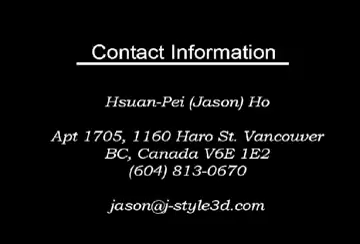 Contact Information
Hsuan-Pei (Jason) Ho
Apt 1705, 1160 Haro St. Vancouver
BC, Canada V6E 1E2
(604) 813-0670
jason@j-style3d.com